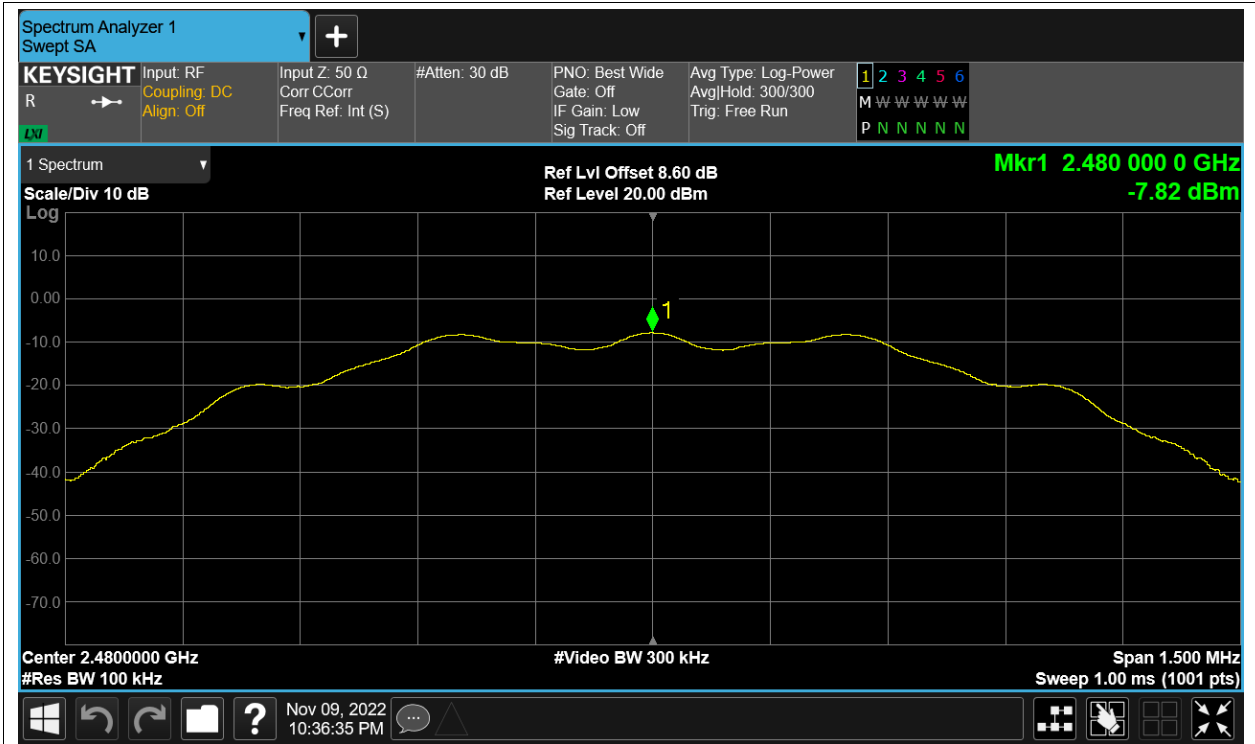 Spectrum Analyzer 1
Swept SA
KEYSIGHT
R
LXI
Input: RF
Coupling: DC
Align: Off
Input Z: 50 Ω
Corr CCorr
Freq Ref: Int (S)
#Atten: 30 dB
PNO: Best Wide
Gate: Off
IF Gain: Low
Sig Track: Off
Avg Type: Log-Power
Avg|Hold: 300/300
Trig: Free Run
1 2 3 4 5 6
M W W W W W
P N N N N N
1 Spectrum
Scale/Div 10 dB
Log
Ref Lvl Offset 8.60 dB
Ref Level 20.00 dBm
Mkr1 2.480 000 0 GHz
-7.82 dBm
10.0
0.00
1
-10.0
-20.0
-30.0
-40.0
-50.0
-60.0
-70.0
Center 2.4800000 GHz
#Res BW 100 kHz
#Video BW 300 kHz
Span 1.500 MHz
Sweep 1.00 ms (1001 pts)
?
Nov 09, 2022
10:36:35 PM